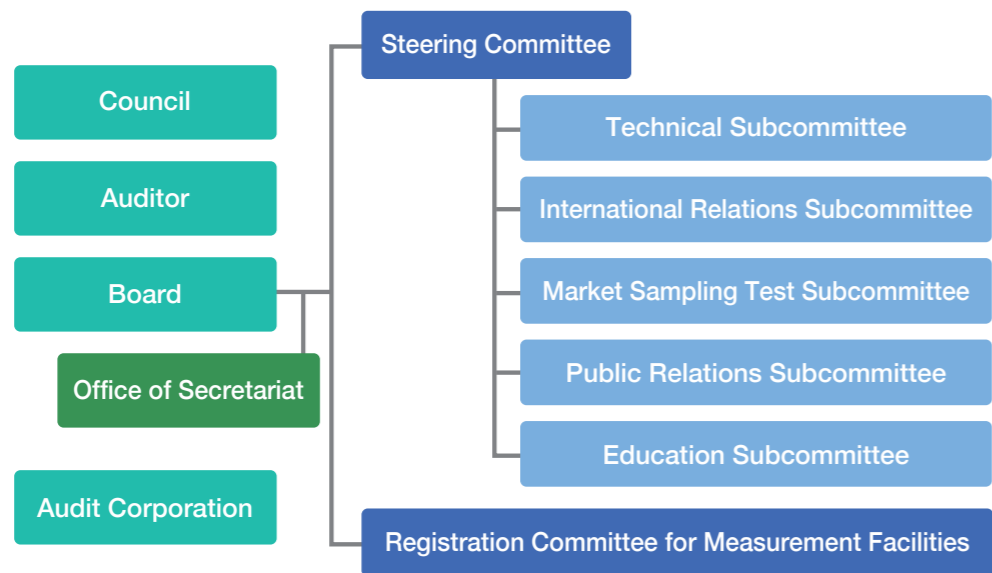 Council
Auditor
Board
Office of Secretariat
Audit Corporation
Steering Committee
Technical Subcommittee
International Relations Subcommittee
Market Sampling Test Subcommittee
Public Relations Subcommittee
Education Subcommittee
Registration Committee for Measurement Facilities